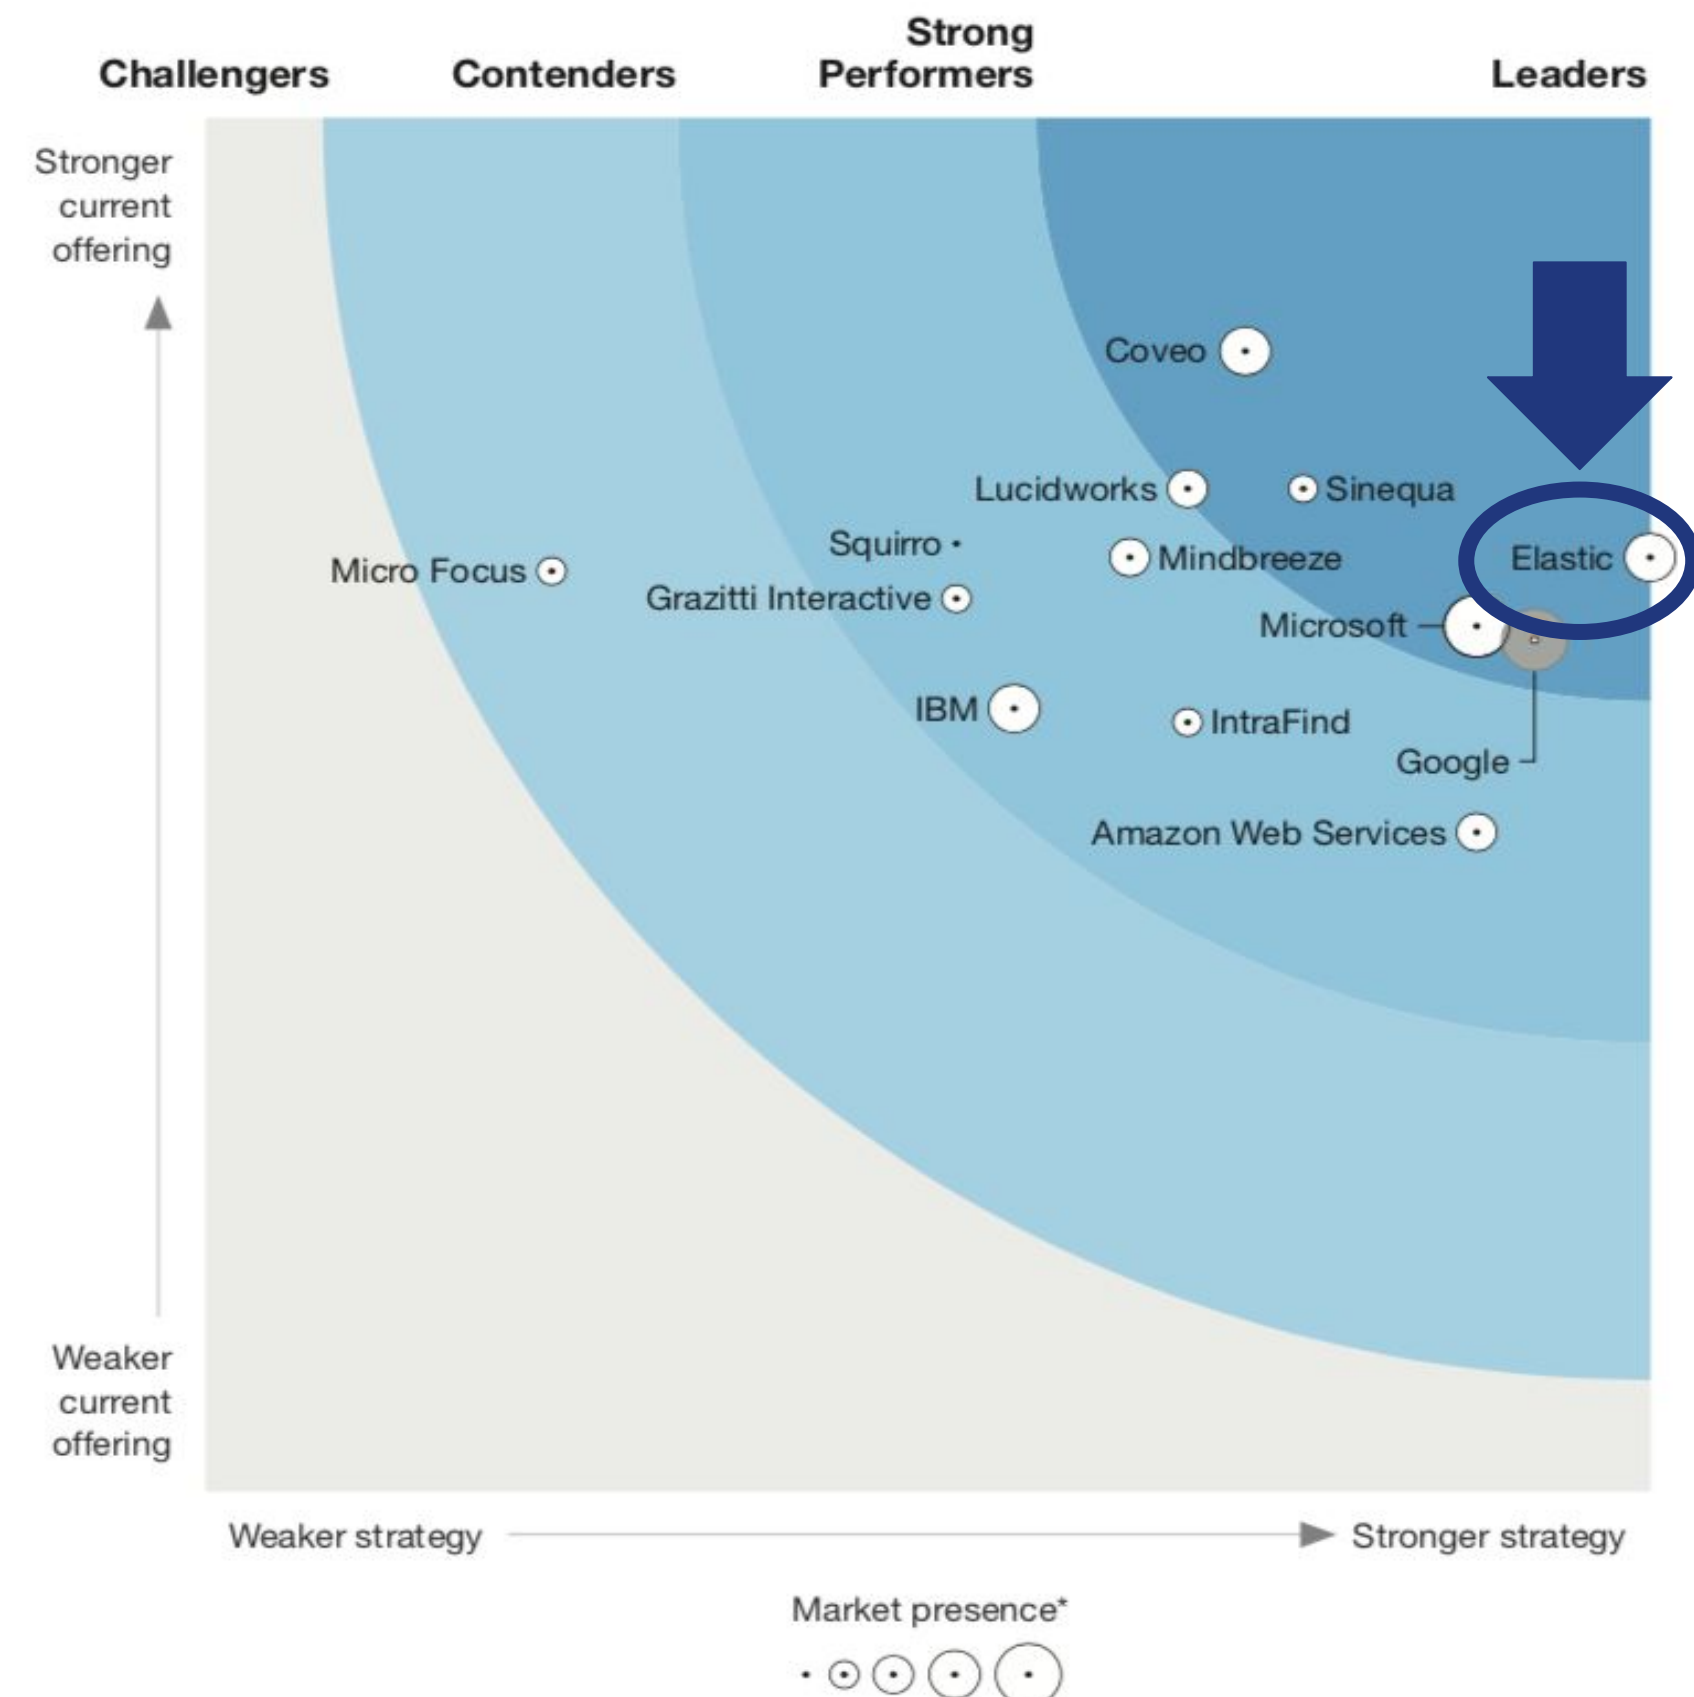 Strong
Challengers Contenders Performers Leaders
Stronger
current
offering
Coveo
Lucidworks Sinequa
Squirro Mindbreeze Elastic
Micro Focus
Grazitti Interactive
Microsoft
IBM IntraFind
Google
Amazon Web Services
Weaker
current
offering
Weaker strategy Stronger strategy
Market presence*